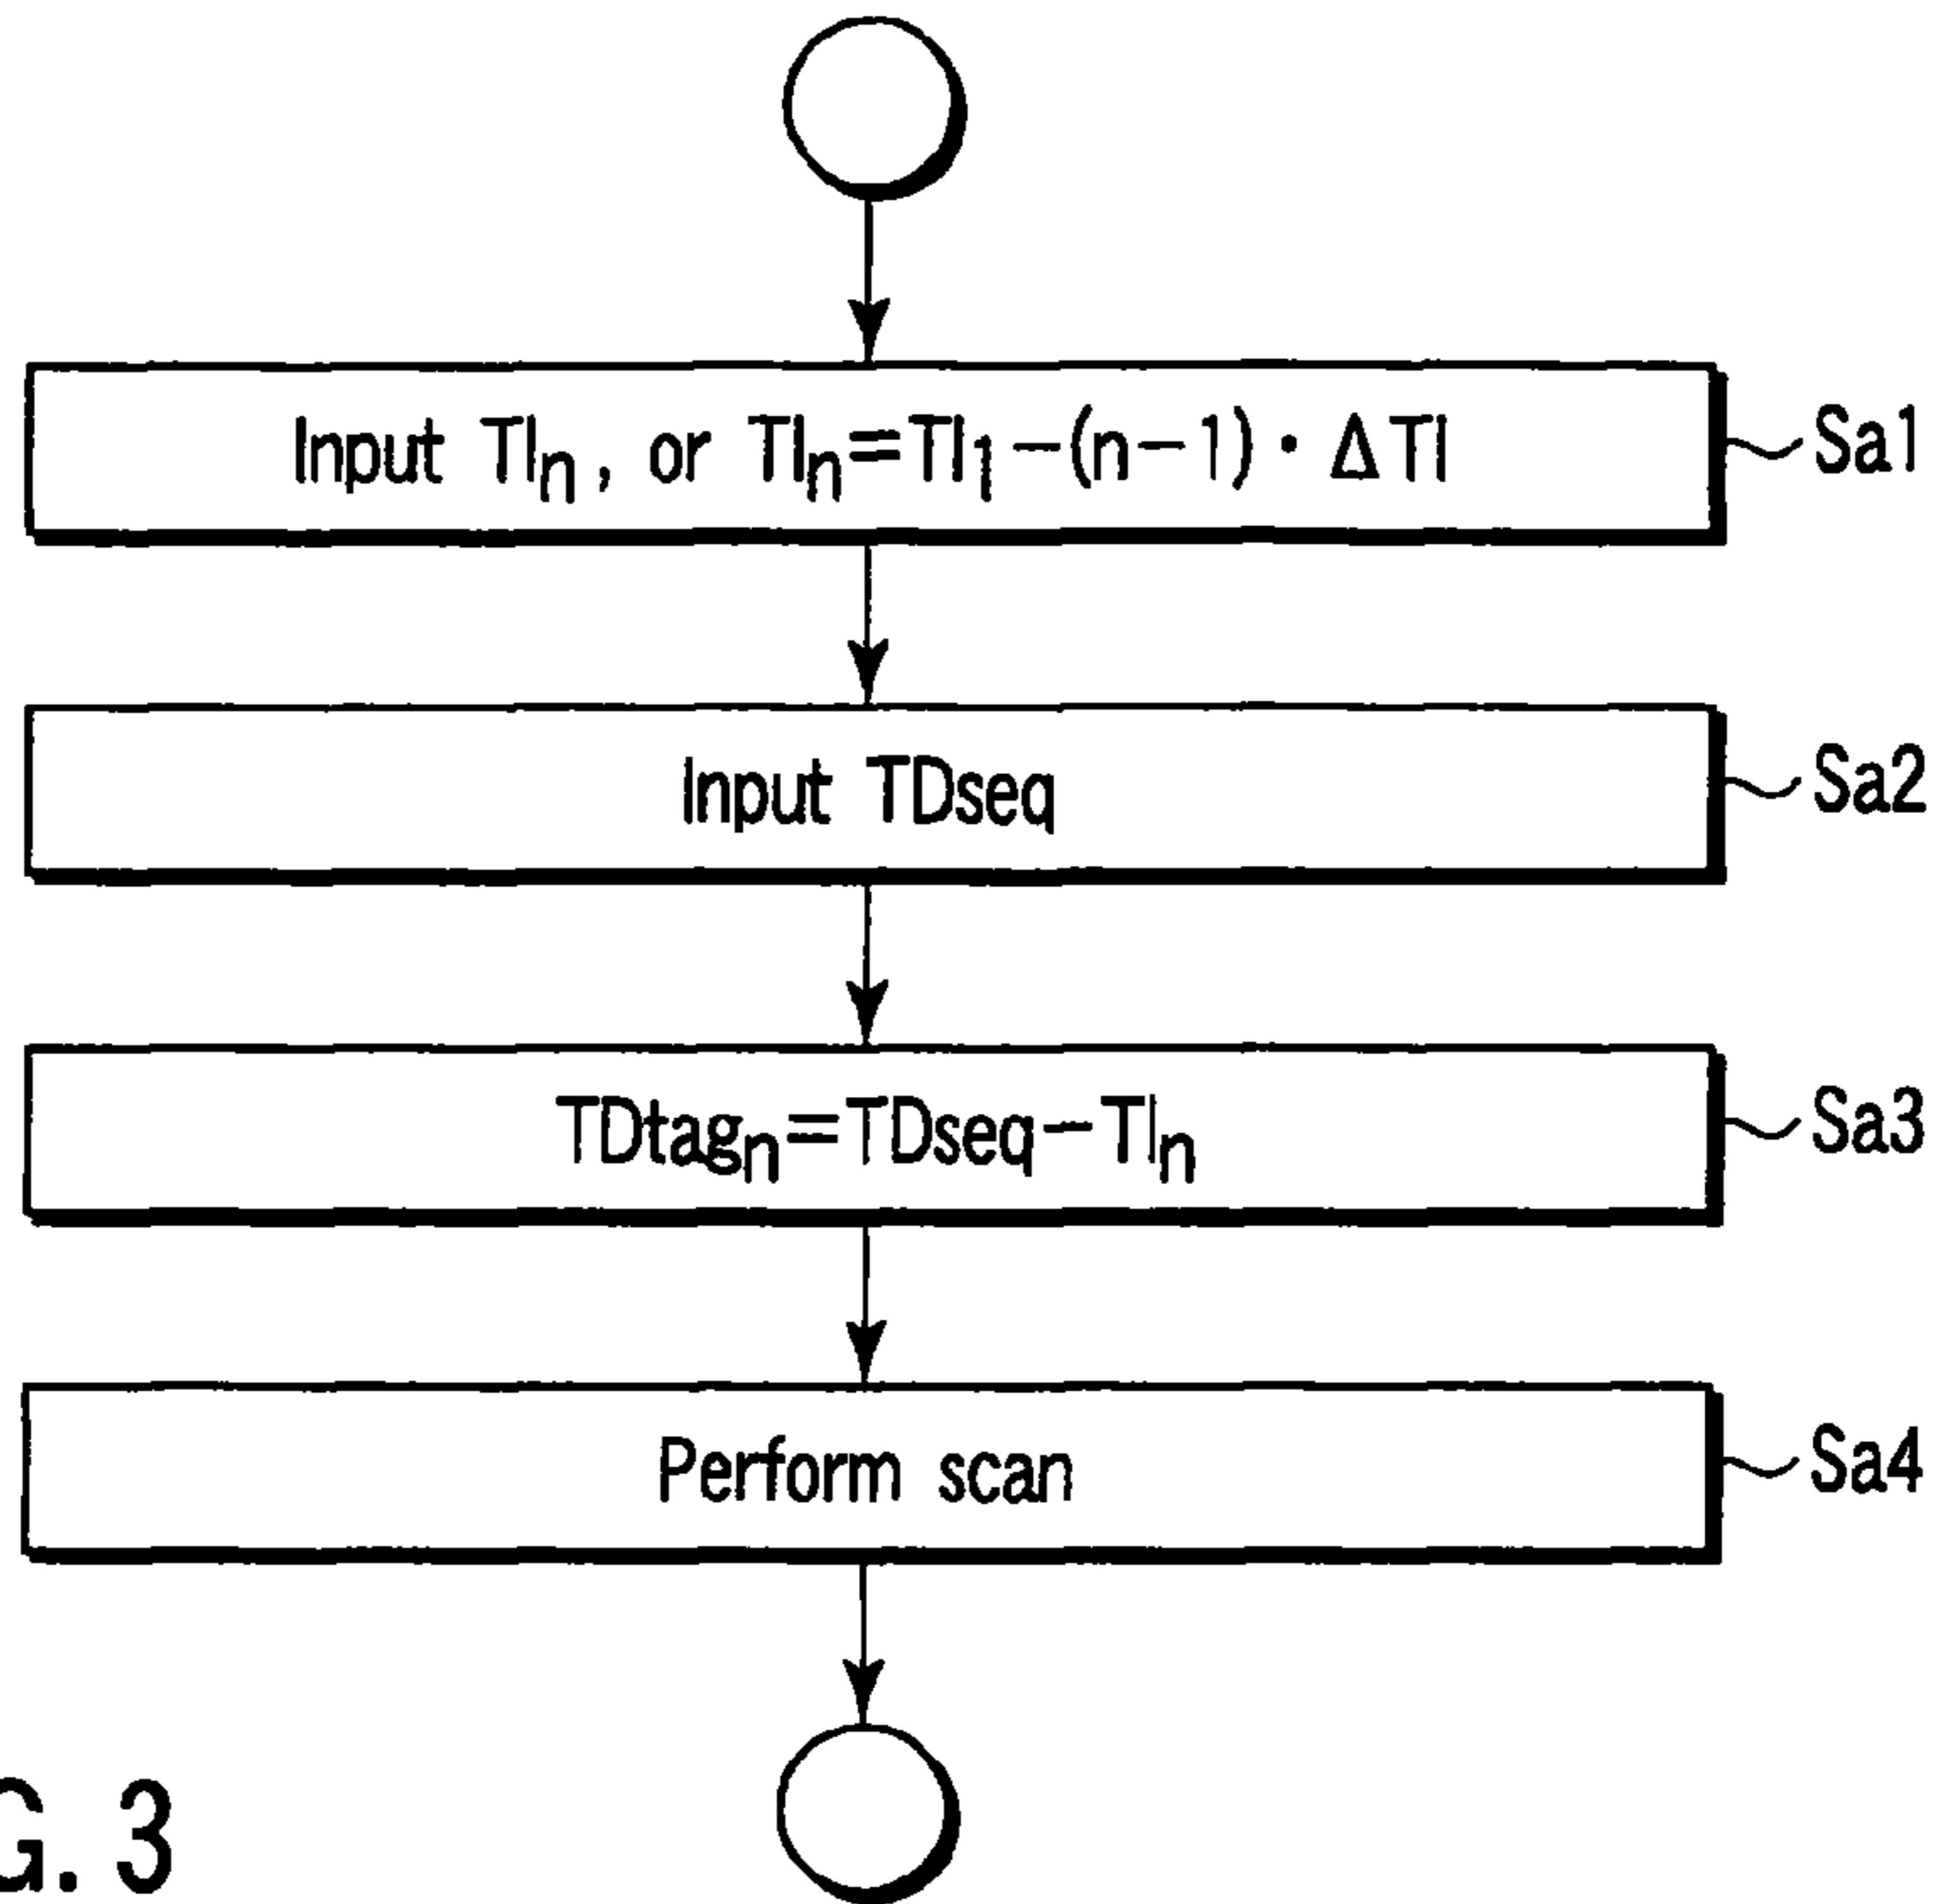 Input TIₙ, or TIₙ=TI₁-(n-1)·ΔTI Sa1
Input TDseq Sa2
TDtagₙ=TDseq-TIₙ Sa3
Perform scan Sa4
G. 3